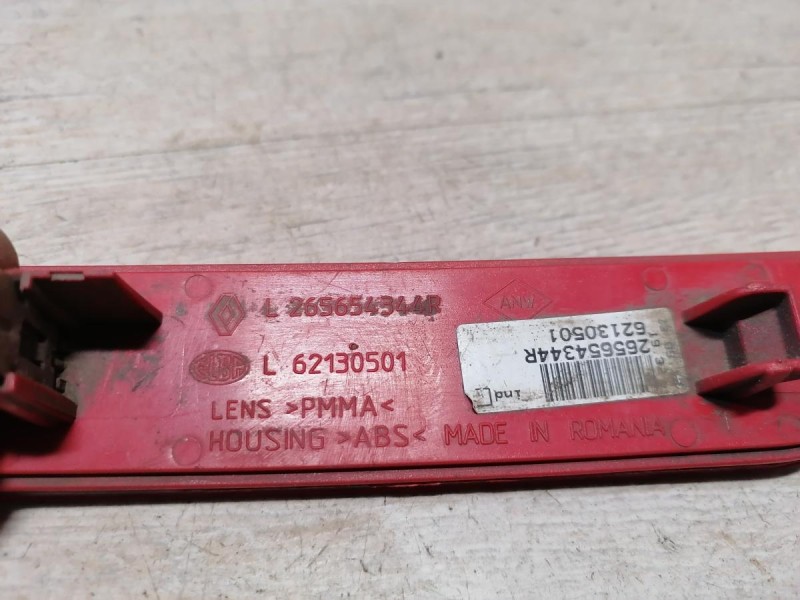 L 265654344R
L 62130501
LENS >PMMA<
HOUSING >ABS< MADE IN ROMANIA
265654344R
62130501